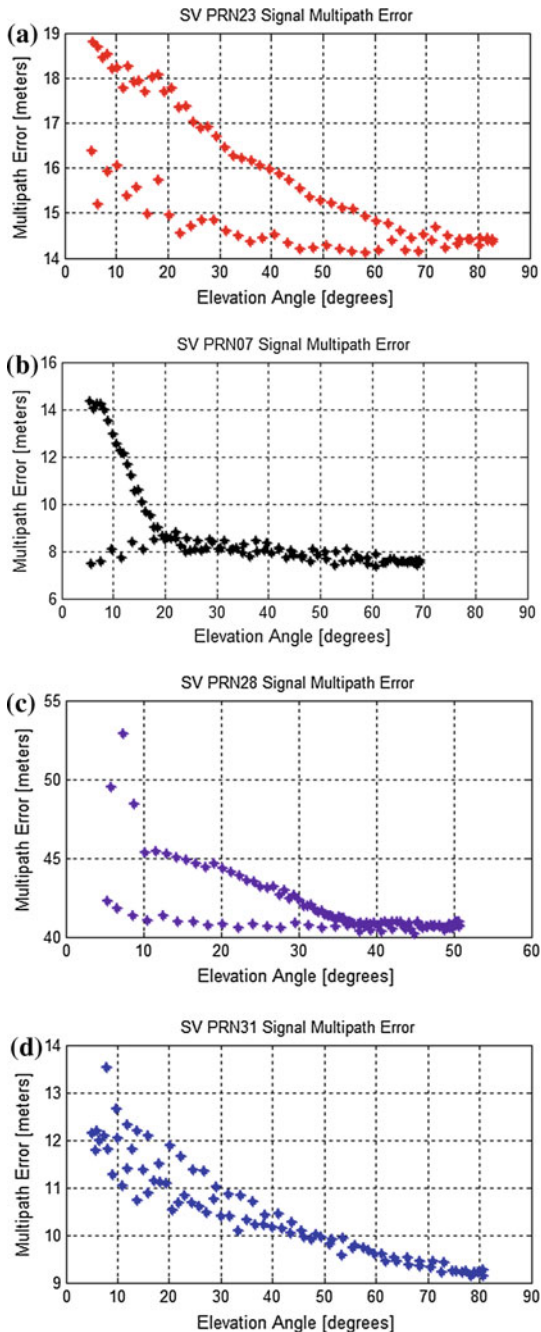 (a)
SV PRN23 Signal Multipath Error
Multipath Error [meters]
19
18
17
16
15
14
0 10 20 30 40 50 60 70 80 90
Elevation Angle [degrees]
(b)
SV PRN07 Signal Multipath Error
Multipath Error [meters]
16
14
12
10
8
6
0 10 20 30 40 50 60 70 80 90
Elevation Angle [degrees]
(c)
SV PRN28 Signal Multipath Error
Multipath Error [meters]
55
50
45
40
0 10 20 30 40 50 60
Elevation Angle [degrees]
(d)
SV PRN31 Signal Multipath Error
Multipath Error [meters]
14
13
12
11
10
9
0 10 20 30 40 50 60 70 80 90
Elevation Angle [degrees]